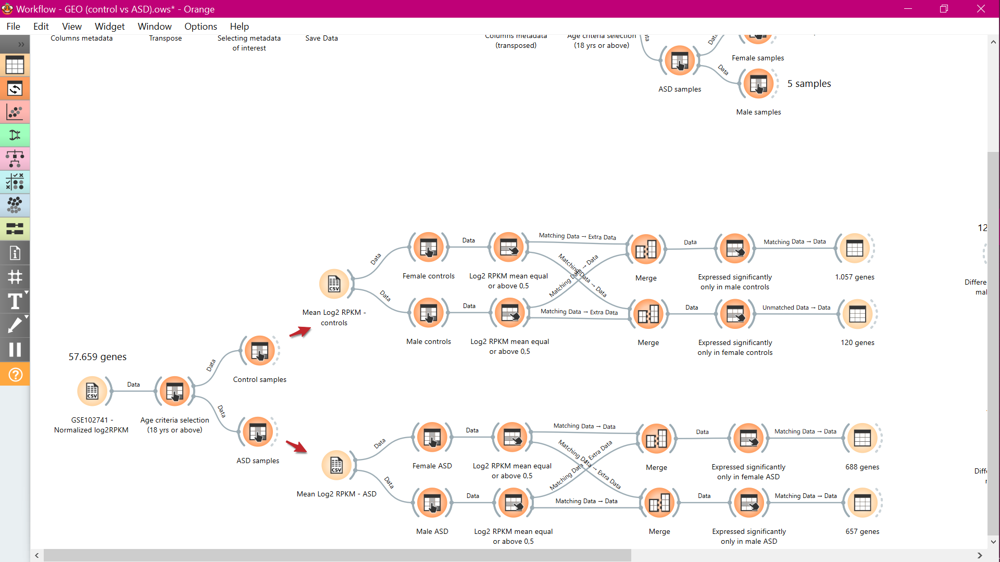 Workflow - GEO (control vs ASD).ows* - Orange
File Edit View Widget Window Options Help
Columns metadata
Transpose
Selecting metadata
of interest
Save Data
Columns metadata
(transposed)
Age criteria selection
(18 yrs or above)
Data
ASD samples
Data
Female samples
Male samples
5 samples
57.659 genes
CSV
GSE102741 -
Normalized log2RPKM
Data
Age criteria selection
(18 yrs or above)
Data
Data
Control samples
ASD samples
CSV
Mean Log2 RPKM -
controls
Data
Data
Female controls
Data
Log2 RPKM mean equal
or above 0,5
Matching Data → Extra Data
Matching Data → Data
Matching Data → Data
Merge
Data
Expressed significantly
only in male controls
Matching Data → Data
1.057 genes
Male controls
Data
Log2 RPKM mean equal
or above 0,5
Matching Data → Extra Data
Merge
Data
Expressed significantly
only in female controls
Unmatched Data → Data
120 genes
12
CSV
Mean Log2 RPKM - ASD
Data
Data
Female ASD
Data
Log2 RPKM mean equal
or above 0,5
Matching Data → Data
Matching Data → Extra Data
Matching Data → Extra Data
Merge
Data
Expressed significantly
only in female ASD
Matching Data → Data
688 genes
Male ASD
Data
Log2 RPKM mean equal
or above 0,5
Matching Data → Data
Merge
Data
Expressed significantly
only in male ASD
Matching Data → Data
657 genes